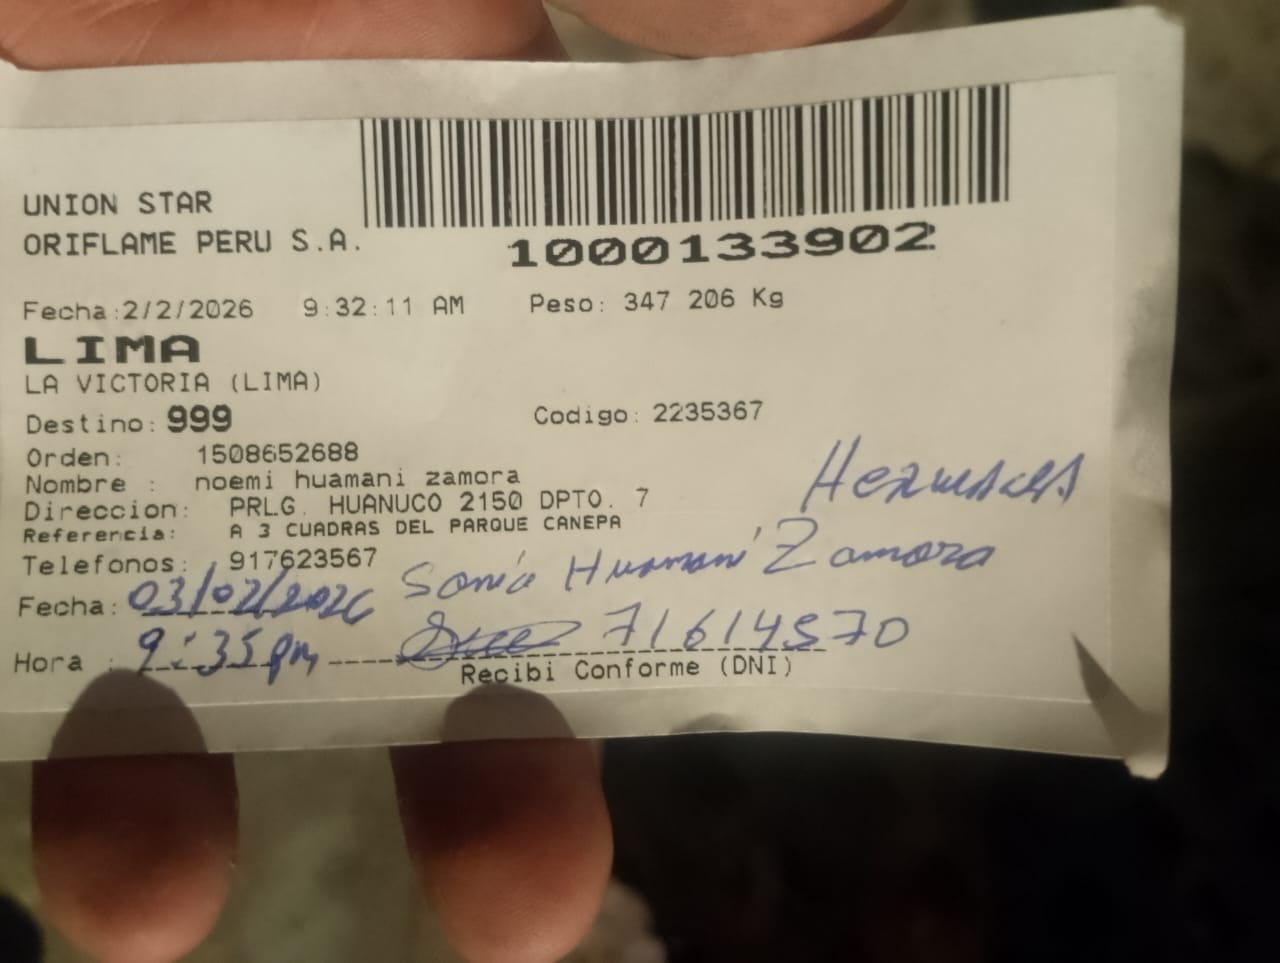 UNION STAR
ORIFLAME PERU S.A.
1000133902
Fecha:2/2/2026 9:32:11 AM Peso: 347 206 Kg
LIMA
LA VICTORIA (LIMA)
Destino: 999 Codigo: 2235367
Orden: 1508652688
Nombre : noemi huamani zamora
Direccion: PRLG. HUANUCO 2150 DPTO. 7
Referencia: A 3 CUADRAS DEL PARQUE CANEPA
Telefonos: 917623567
Hermana
Sonia Huamani Zamora
Fecha: 03/02/2026
Hora : 9:35 pm 71614570
Recibi Conforme (DNI)